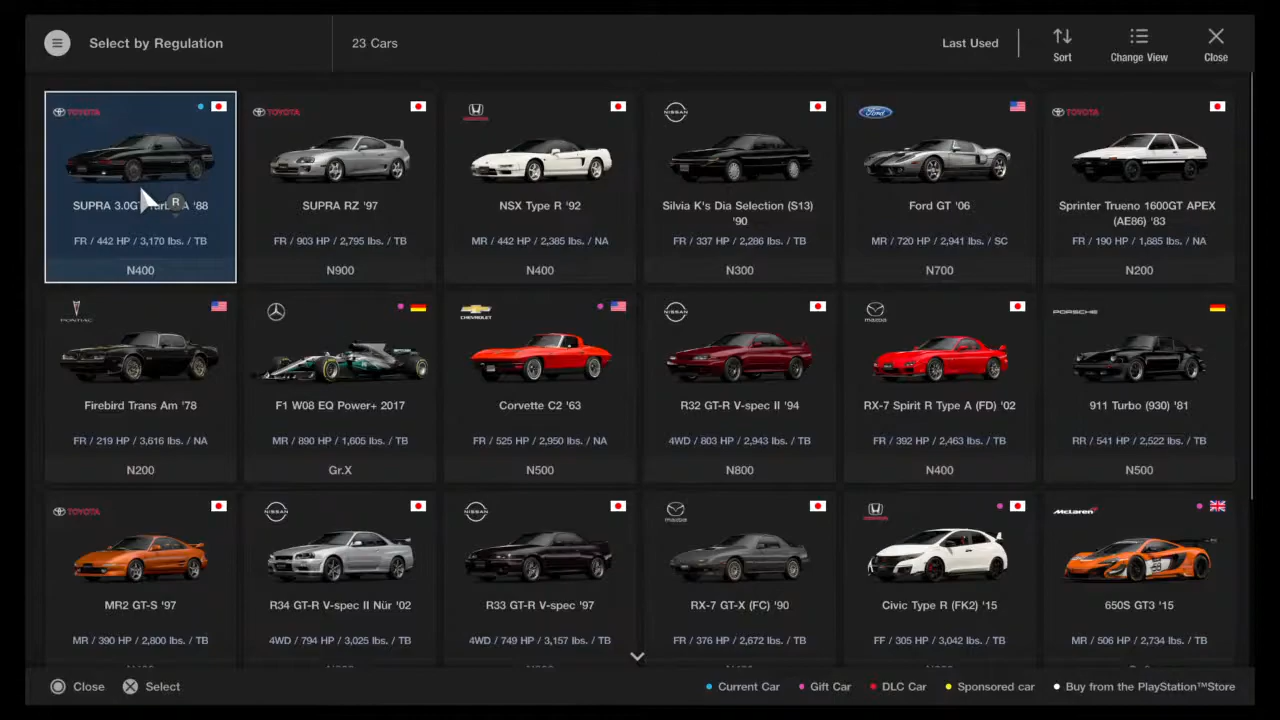 Select by Regulation
23 Cars
Last Used
Sort
Change View
Close
TOYOTA
TOYOTA
HONDA
NISSAN
Ford
TOYOTA
R
SUPRA 3.0GT Turbo A '88
SUPRA RZ '97
NSX Type R '92
Silvia K's Dia Selection (S13)
'90
Ford GT '06
Sprinter Trueno 1600GT APEX
(AE86) '83
FR / 442 HP / 3,170 lbs. / TB
FR / 903 HP / 2,795 lbs. / TB
MR / 442 HP / 2,385 lbs. / NA
FR / 337 HP / 2,286 lbs. / TB
MR / 720 HP / 2,941 lbs. / SC
FR / 190 HP / 1,885 lbs. / NA
N400
N900
N400
N300
N700
N200
PONTIAC
CHEVROLET
NISSAN
mazda
PORSCHE
Firebird Trans Am '78
F1 W08 EQ Power+ 2017
Corvette C2 '63
R32 GT-R V-spec II '94
RX-7 Spirit R Type A (FD) '02
911 Turbo (930) '81
FR / 219 HP / 3,616 lbs. / NA
MR / 890 HP / 1,605 lbs. / TB
FR / 525 HP / 2,950 lbs. / NA
4WD / 803 HP / 2,943 lbs. / TB
FR / 392 HP / 2,463 lbs. / TB
RR / 541 HP / 2,522 lbs. / TB
N200
Gr.X
N500
N800
N400
N500
TOYOTA
NISSAN
NISSAN
mazda
HONDA
McLaren
MR2 GT-S '97
R34 GT-R V-spec II Nür '02
R33 GT-R V-spec '97
RX-7 GT-X (FC) '90
Civic Type R (FK2) '15
650S GT3 '15
MR / 390 HP / 2,800 lbs. / TB
4WD / 794 HP / 3,025 lbs. / TB
4WD / 749 HP / 3,157 lbs. / TB
FR / 376 HP / 2,672 lbs. / TB
FF / 305 HP / 3,042 lbs. / TB
MR / 506 HP / 2,734 lbs. / TB
Close
Select
Current Car
Gift Car
DLC Car
Sponsored car
Buy from the PlayStation™Store